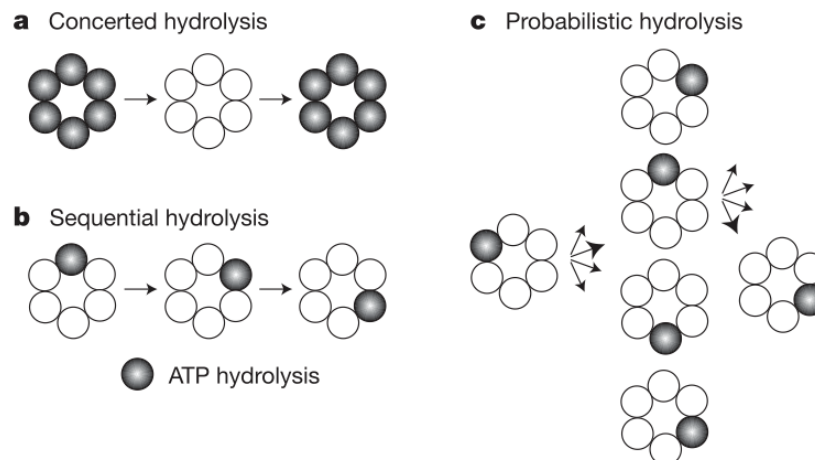 a Concerted hydrolysis
b Sequential hydrolysis
ATP hydrolysis
c Probabilistic hydrolysis